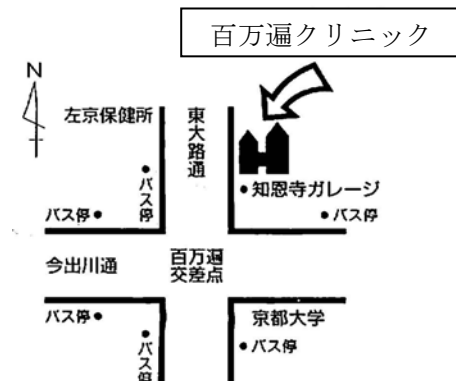 百万遍クリニック
N
左京保健所
東大路通
バス停
知恩寺ガレージ
バス停
バス停
今出川通
百万遍
交差点
バス停
京都大学
バス停
バス停